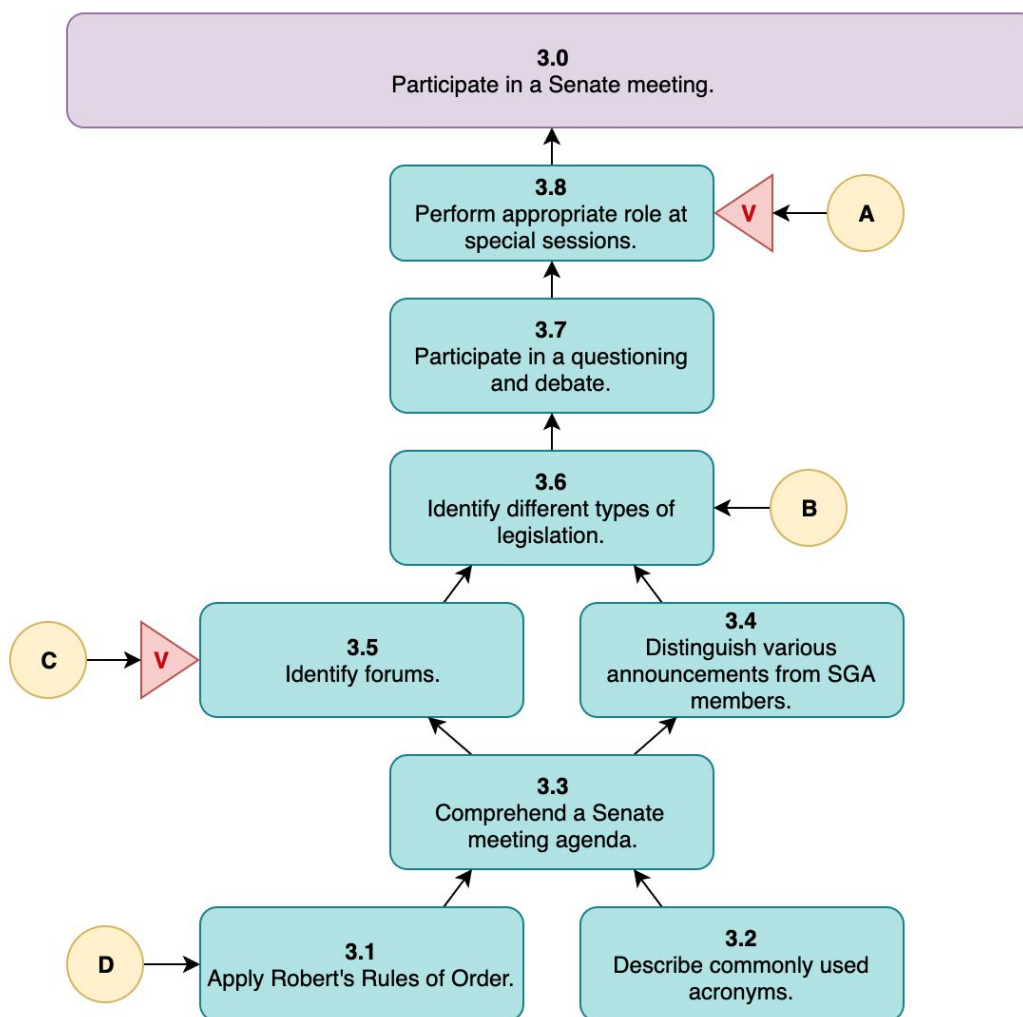 3.0
Participate in a Senate meeting.
3.8
Perform appropriate role at
special sessions.
V
A
3.7
Participate in a questioning
and debate.
3.6
Identify different types of
legislation.
B
C
V
3.5
Identify forums.
3.4
Distinguish various
announcements from SGA
members.
3.3
Comprehend a Senate
meeting agenda.
D
3.1
Apply Robert's Rules of Order.
3.2
Describe commonly used
acronyms.